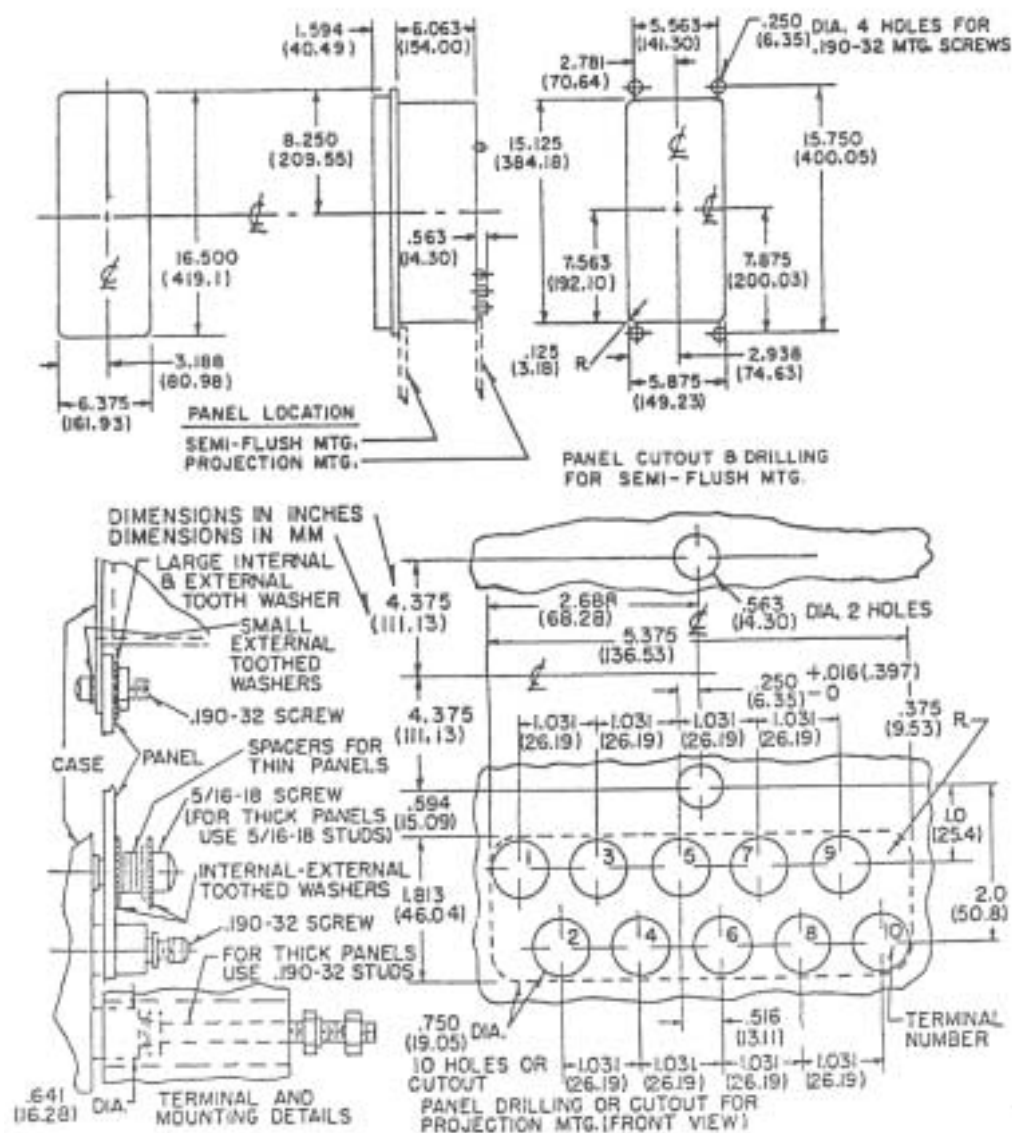 1.594
(40.49)
6.063
(154.00)
5.563
(141.30)
.250 DIA. 4 HOLES FOR
(6.35) .190-32 MTG. SCREWS
2.781
(70.64)
8.250
(209.55)
15.125
(384.18)
15.750
(400.05)
℄
℄
℄
℄
.563
(14.30)
16.500
(419.1)
7.563
(192.10)
7.875
(200.03)
3.188
(80.98)
.125
(3.18) R.
2.938
(74.63)
6.375
(161.93)
5.875
(149.23)
PANEL LOCATION
SEMI-FLUSH MTG.
PROJECTION MTG.
PANEL CUTOUT & DRILLING
FOR SEMI-FLUSH MTG.
DIMENSIONS IN INCHES
DIMENSIONS IN MM
LARGE INTERNAL
& EXTERNAL
TOOTH WASHER
4.375
(111.13)
2.688
(68.28)
.563
(14.30) DIA. 2 HOLES
℄
SMALL
EXTERNAL
TOOTHED
WASHERS
5.375
(136.53)
℄
.250 +.016(.397)
(6.35) -0
.190-32 SCREW
4.375
(111.13)
1.031
(26.19)
1.031
(26.19)
1.031
(26.19)
1.031
(26.19)
.375
(9.53) R.
CASE
PANEL
SPACERS FOR
THIN PANELS
5/16-18 SCREW
(FOR THICK PANELS
USE 5/16-18 STUDS)
.594
(15.09)
1.0
(25.4)
1 3 5 7 9
INTERNAL-EXTERNAL
TOOTHED WASHERS
1.813
(46.04)
2.0
(50.8)
.190-32 SCREW
2 4 6 8 10
FOR THICK PANELS
USE .190-32 STUDS
.750 DIA.
(19.05)
10 HOLES OR
CUTOUT
.516
(13.11)
TERMINAL
NUMBER
1.031
(26.19)
1.031
(26.19)
1.031
(26.19)
1.031
(26.19)
.641
(16.28) DIA.
TERMINAL AND
MOUNTING DETAILS
PANEL DRILLING OR CUTOUT FOR
PROJECTION MTG.(FRONT VIEW)